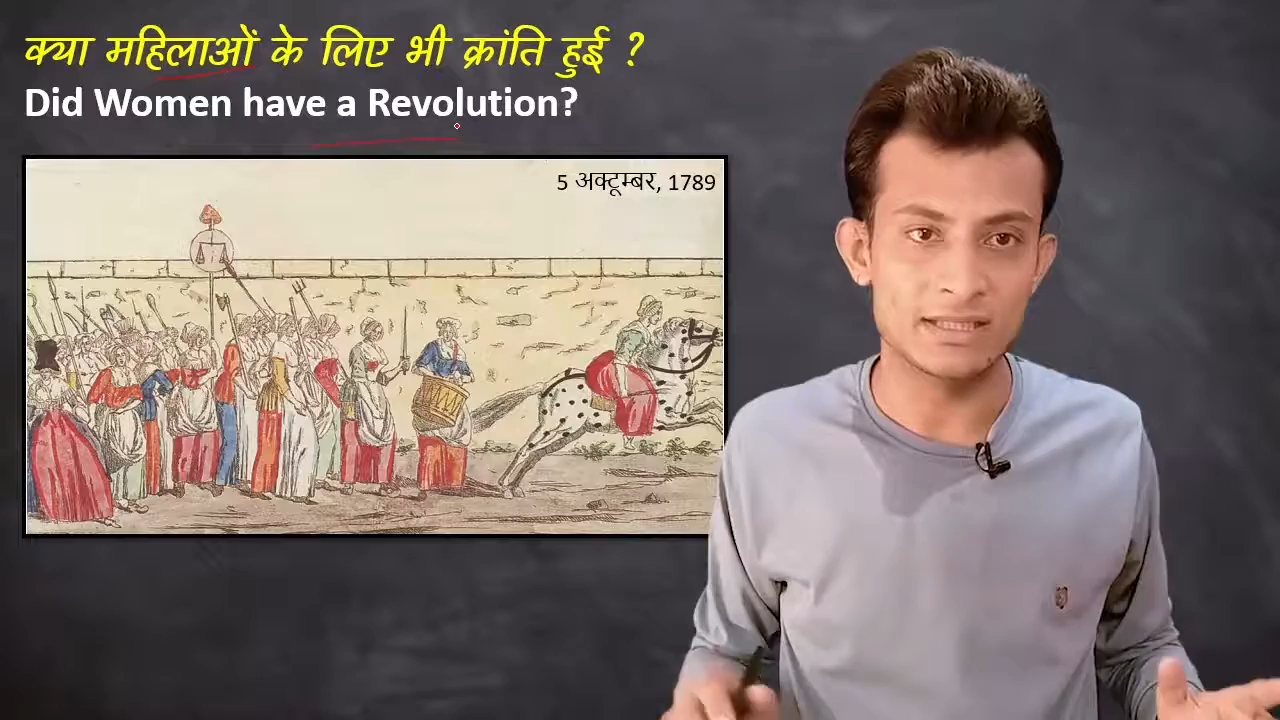 क्या महिलाओं के लिए भी क्रांति हुई ?
Did Women have a Revolution?
5 अक्टूम्बर, 1789